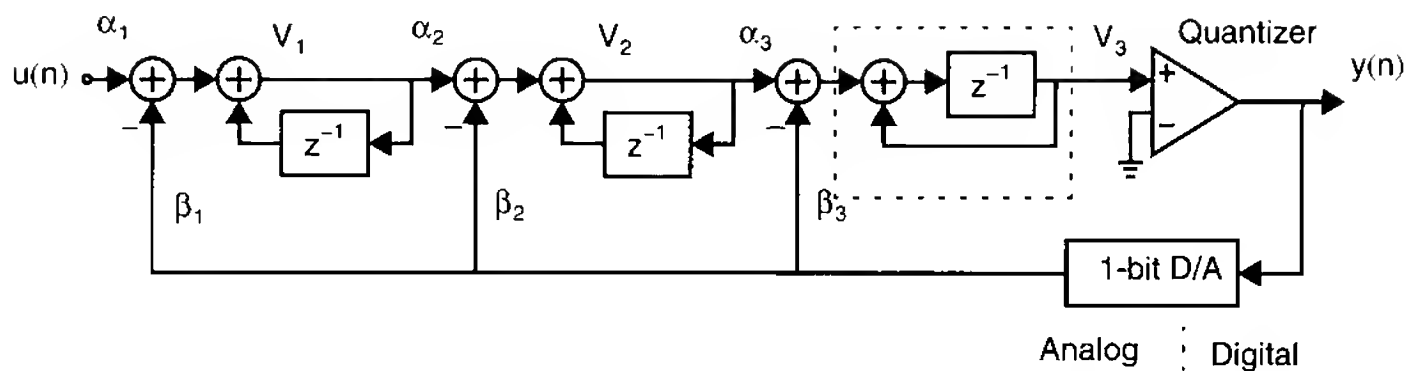 α₁ V₁ α₂ V₂ α₃ V₃ Quantizer
u(n) + + + + + + z⁻¹ + − y(n)
− z⁻¹ − z⁻¹ −
β₁ β₂ β₃
1-bit D/A
Analog Digital